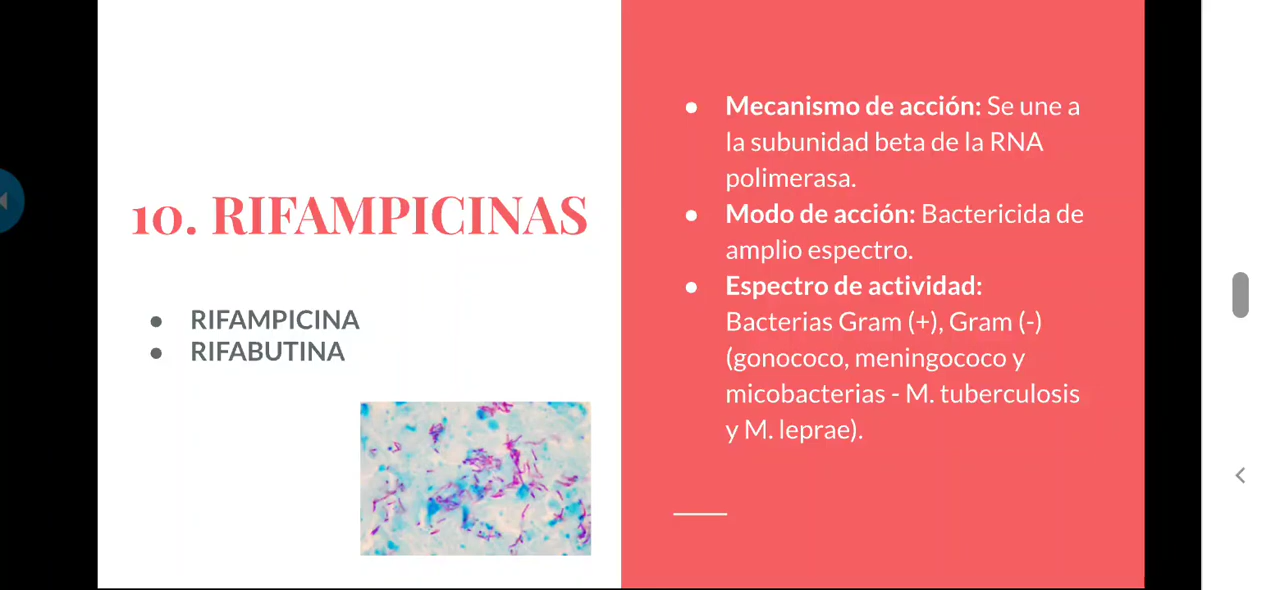 10. RIFAMPICINAS
● RIFAMPICINA
● RIFABUTINA
● Mecanismo de acción: Se une a
la subunidad beta de la RNA
polimerasa.
● Modo de acción: Bactericida de
amplio espectro.
● Espectro de actividad:
Bacterias Gram (+), Gram (-)
(gonococo, meningococo y
micobacterias - M. tuberculosis
y M. leprae).